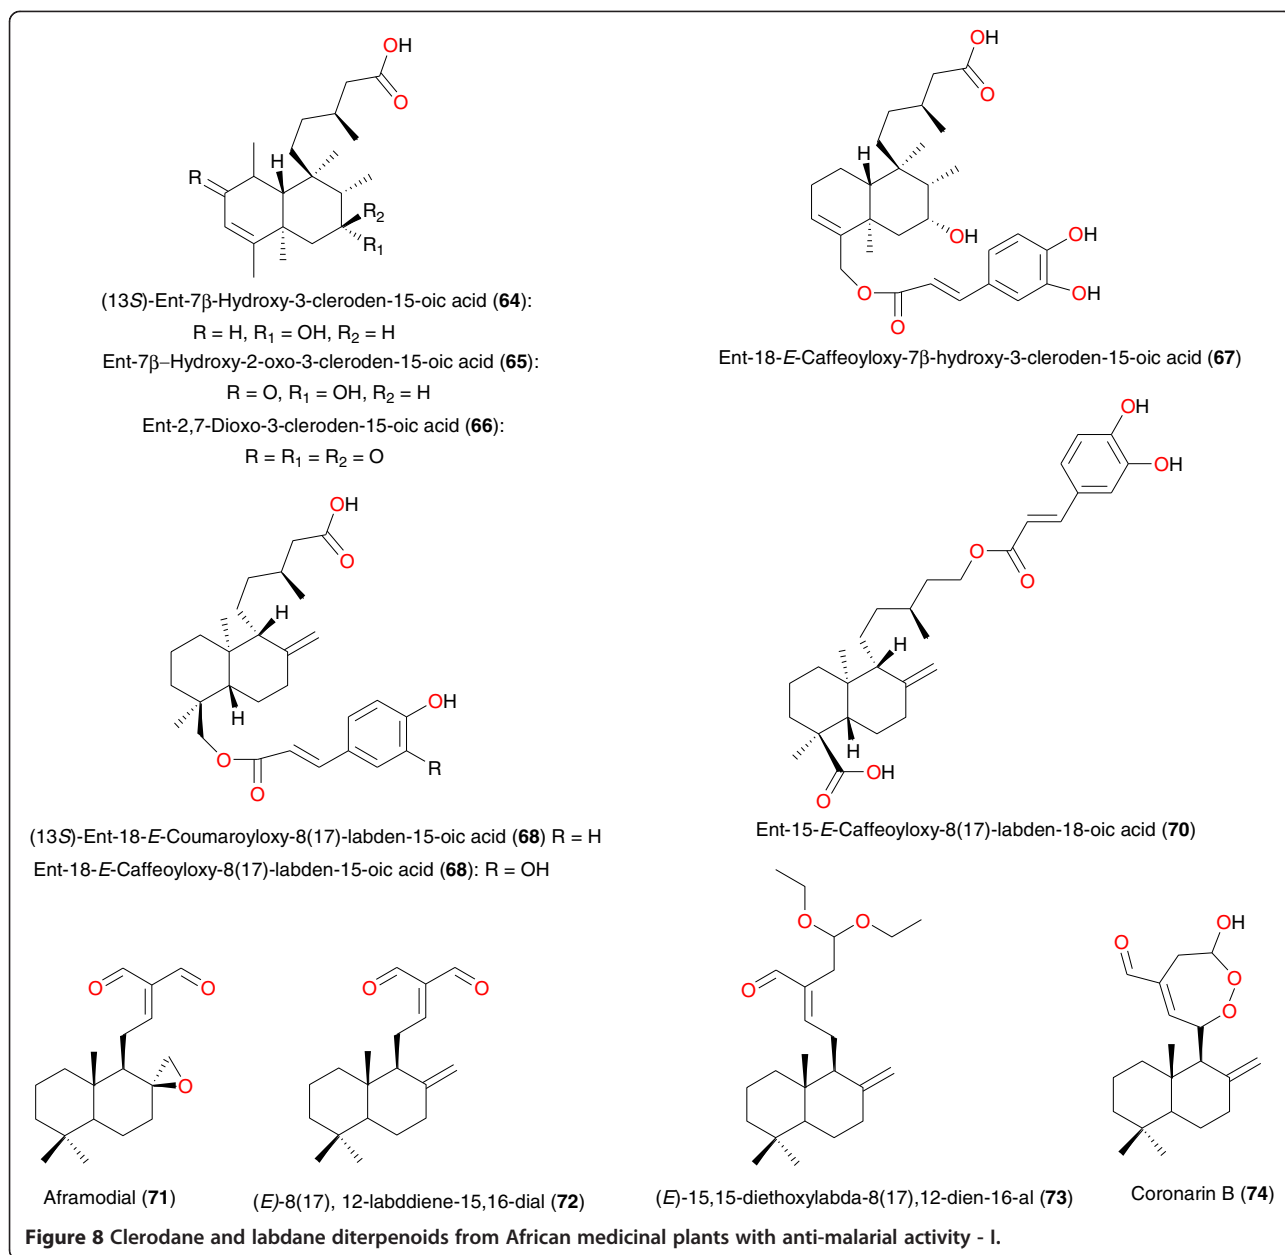 OH
O
H
R
R2
R1
(13S)-Ent-7β-Hydroxy-3-cleroden-15-oic acid (64):
R = H, R1 = OH, R2 = H
Ent-7β–Hydroxy-2-oxo-3-cleroden-15-oic acid (65):
R = O, R1 = OH, R2 = H
Ent-2,7-Dioxo-3-cleroden-15-oic acid (66):
R = R1 = R2 = O
OH
O
H
OH
O
O
OH
OH
Ent-18-E-Caffeoyloxy-7β-hydroxy-3-cleroden-15-oic acid (67)
OH
O
H
H
O
O
OH
R
(13S)-Ent-18-E-Coumaroyloxy-8(17)-labden-15-oic acid (68) R = H
Ent-18-E-Caffeoyloxy-8(17)-labden-15-oic acid (68): R = OH
OH
OH
O
O
H
H
OH
O
Ent-15-E-Caffeoyloxy-8(17)-labden-18-oic acid (70)
O
O
O
Aframodial (71)
O
O
(E)-8(17), 12-labddiene-15,16-dial (72)
O
O
O
(E)-15,15-diethoxylabda-8(17),12-dien-16-al (73)
OH
O
O
O
Coronarin B (74)
Figure 8 Clerodane and labdane diterpenoids from African medicinal plants with anti-malarial activity - I.